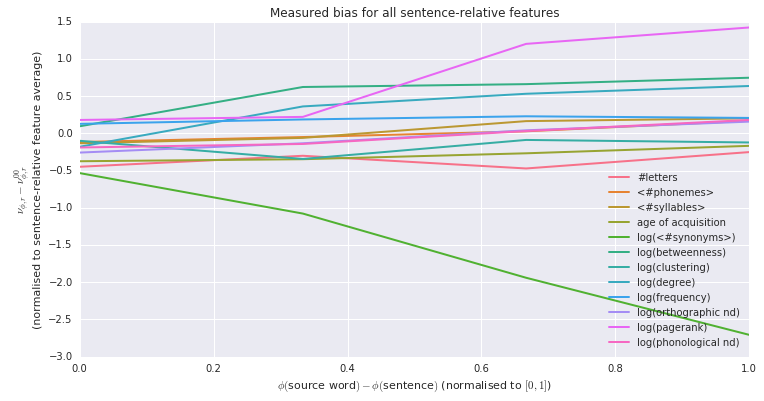 Measured bias for all sentence-relative features
1.5
1.0
0.5
0.0
−0.5
−1.0
−1.5
−2.0
−2.5
−3.0
ν_{ϕ,r} − ν^{00}_{ϕ,r}
(normalised to sentence-relative feature average)
#letters
<#phonemes>
<#syllables>
age of acquisition
log(<#synonyms>)
log(betweenness)
log(clustering)
log(degree)
log(frequency)
log(orthographic nd)
log(pagerank)
log(phonological nd)
0.0 0.2 0.4 0.6 0.8 1.0
ϕ(source word) − ϕ(sentence) (normalised to [0, 1])